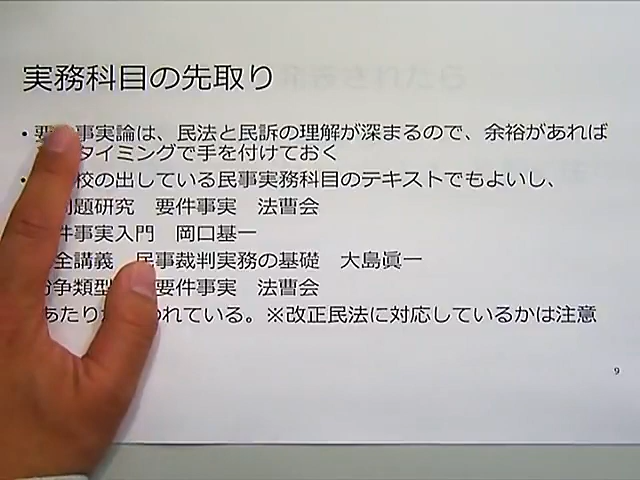 実務科目の先取り
• 要 事実論は、民法と民訴の理解が深まるので、余裕があれば
タイミングで手を付けておく
校の出している民事実務科目のテキストでもよいし、
問題研究 要件事実 法曹会
件事実入門 岡口基一
全講義 民事裁判実務の基礎 大島眞一
紛争類型 要件事実 法曹会
あたり われている。※改正民法に対応しているかは注意
9